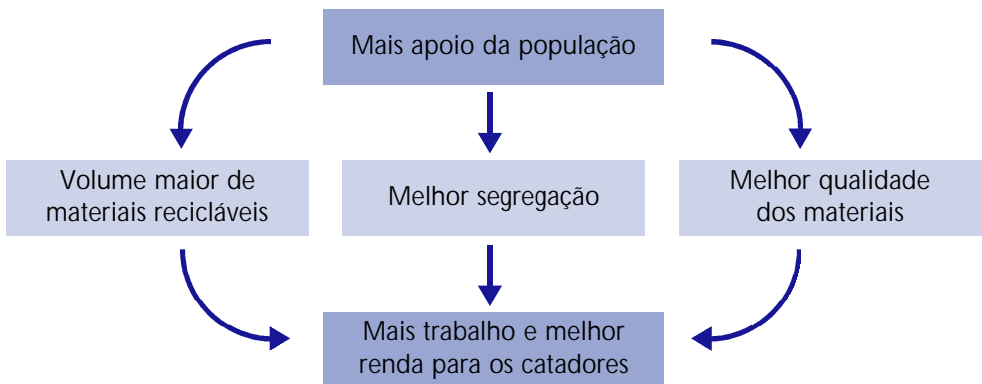 Mais apoio da população
Volume maior de
materiais recicláveis
Melhor segregação
Melhor qualidade
dos materiais
Mais trabalho e melhor
renda para os catadores